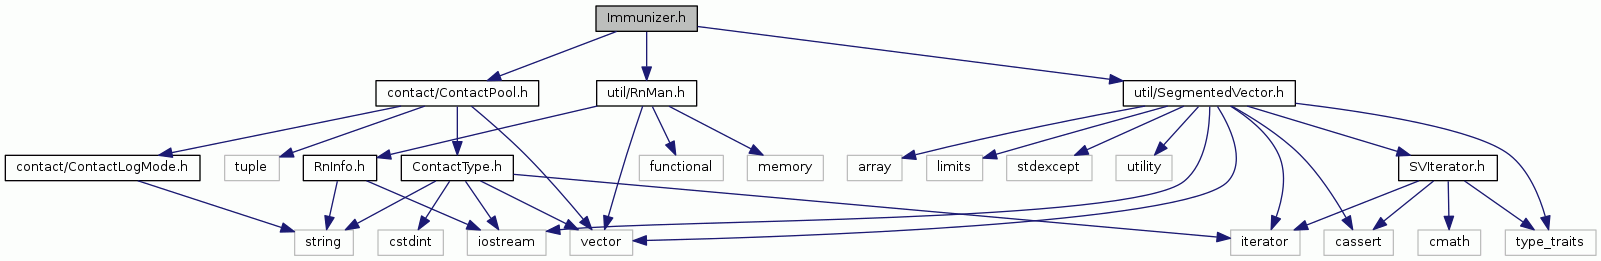 Immunizer.h
contact/ContactPool.h
util/RnMan.h
util/SegmentedVector.h
contact/ContactLogMode.h
tuple
RnInfo.h
ContactType.h
functional
memory
array
limits
stdexcept
utility
SVIterator.h
string
cstdint
iostream
vector
iterator
cassert
cmath
type_traits